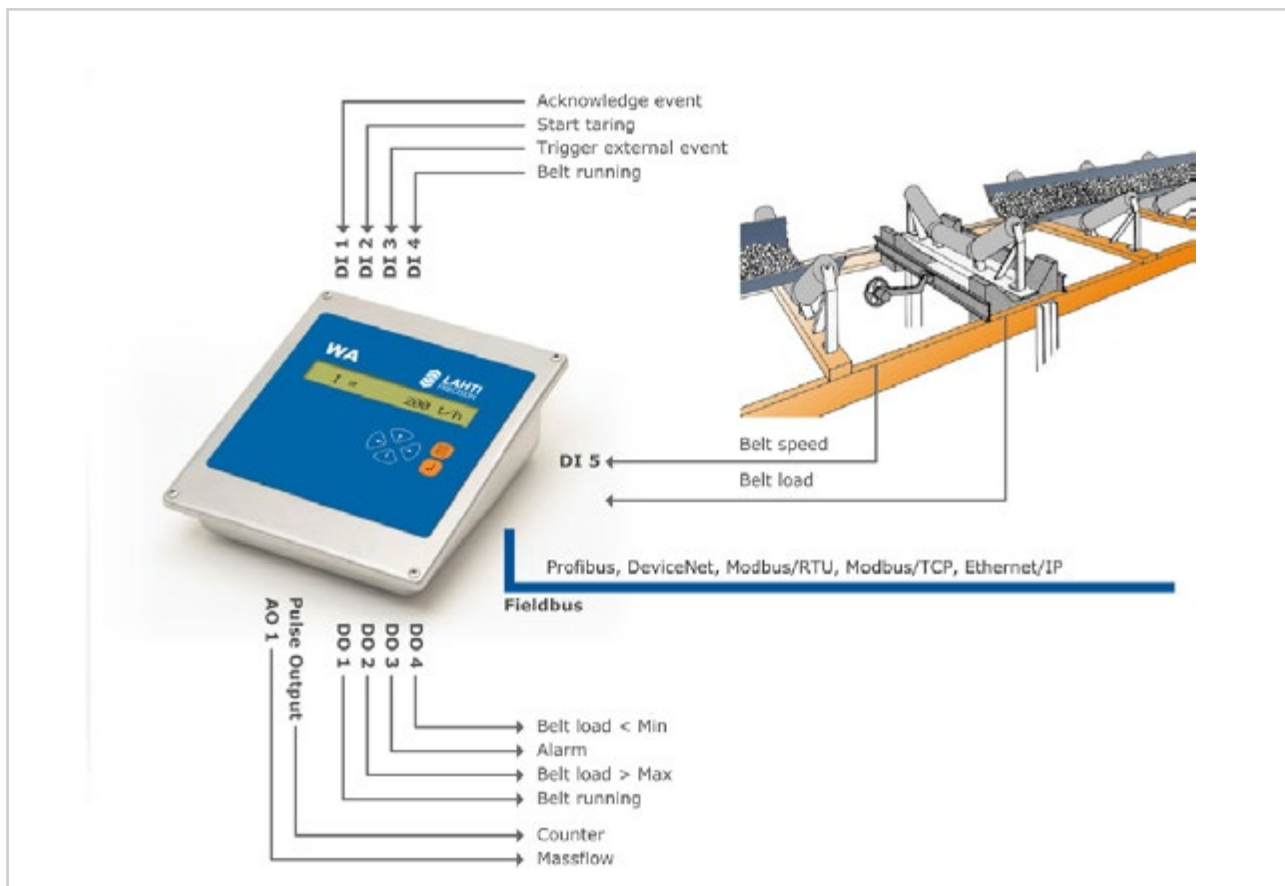 Acknowledge event
Start taring
Trigger external event
Belt running
DI 1
DI 2
DI 3
DI 4
WA
LAHTI
PRECISION
I =
200 t/h
Belt speed
DI 5
Belt load
Profibus, DeviceNet, Modbus/RTU, Modbus/TCP, Ethernet/IP
Fieldbus
AO 1
Pulse Output
DO 1
DO 2
DO 3
DO 4
Belt load < Min
Alarm
Belt load > Max
Belt running
Counter
Massflow